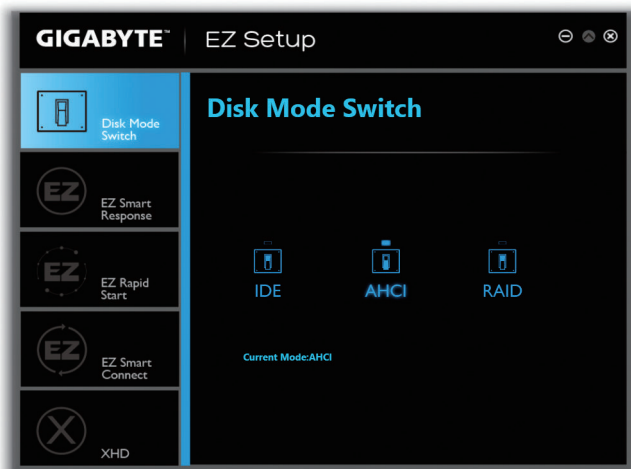 GIGABYTE™ EZ Setup
Disk Mode
Switch
EZ
EZ Smart
Response
EZ
EZ Rapid
Start
EZ
EZ Smart
Connect
X
XHD
Disk Mode Switch
IDE AHCI RAID
Current Mode:AHCI